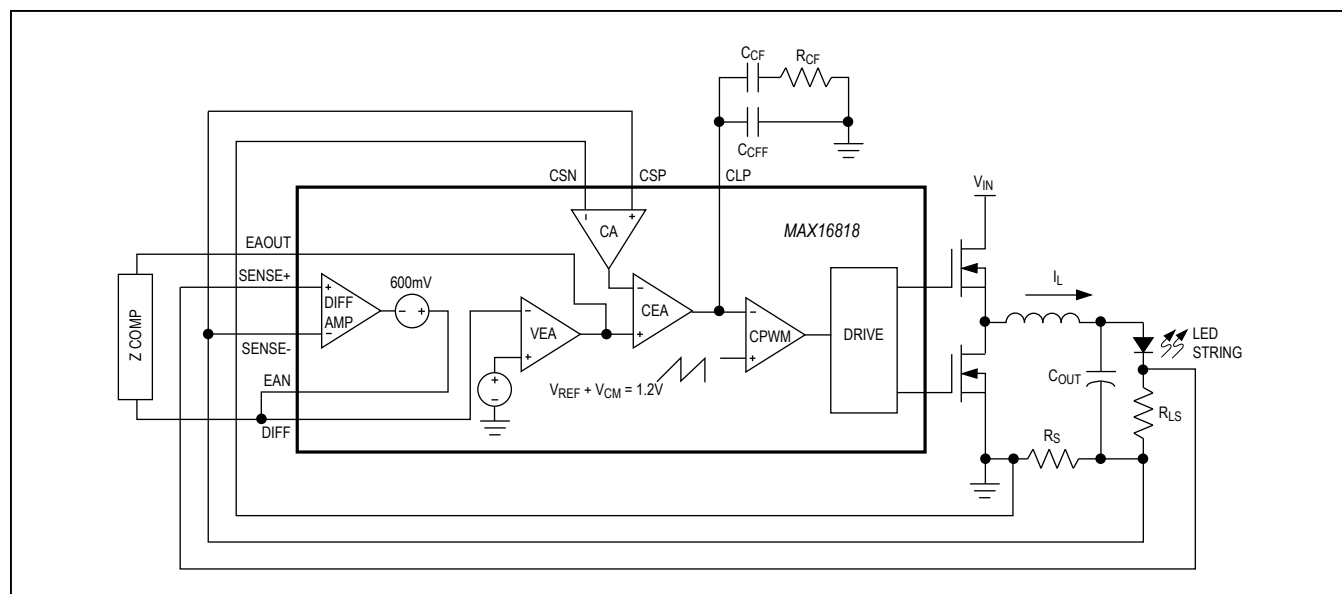 CCF
RCF
CCFF
CSN
CSP
CLP
VIN
MAX16818
CA
EAOUT
SENSE+
600mV
IL
Z COMP
DIFF
AMP
VEA
CEA
CPWM
DRIVE
LED
STRING
SENSE-
COUT
EAN
VREF + VCM = 1.2V
RLS
DIFF
RS